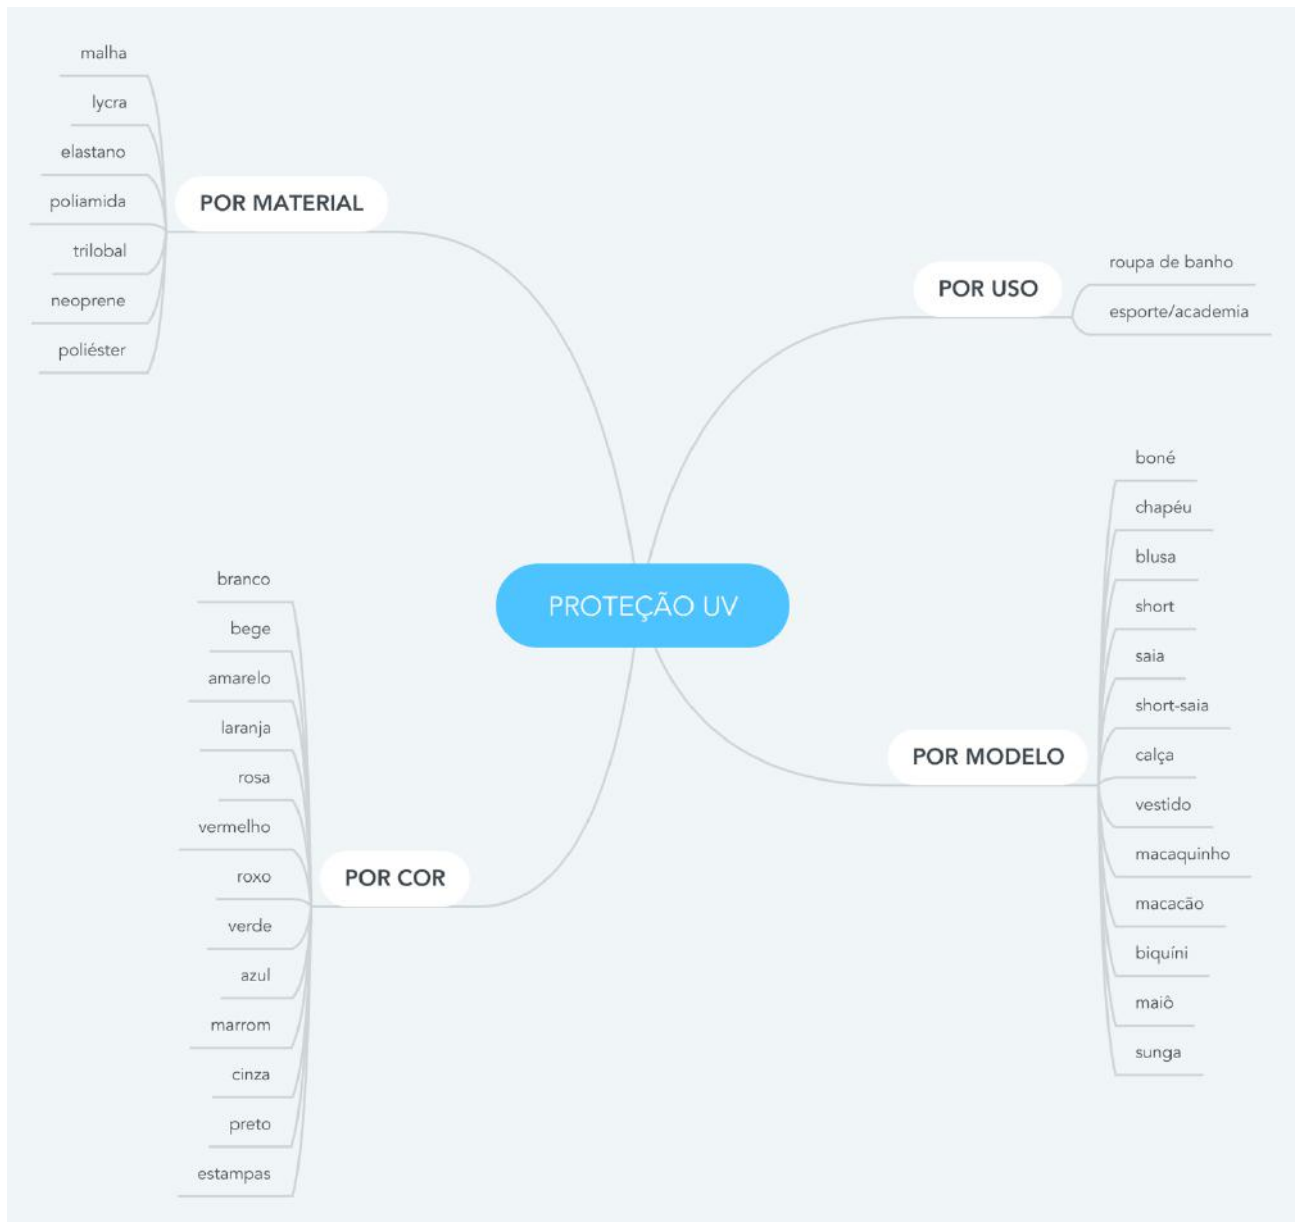 malha
lycra
elastano
poliamida
trilobal
neoprene
poliéster
POR MATERIAL
POR USO
roupa de banho
esporte/academia
PROTEÇÃO UV
branco
bege
amarelo
laranja
rosa
vermelho
roxo
verde
azul
marrom
cinza
preto
estampas
POR COR
POR MODELO
boné
chapéu
blusa
short
saia
short-saia
calça
vestido
macaquinho
macacão
biquíni
maiô
sunga